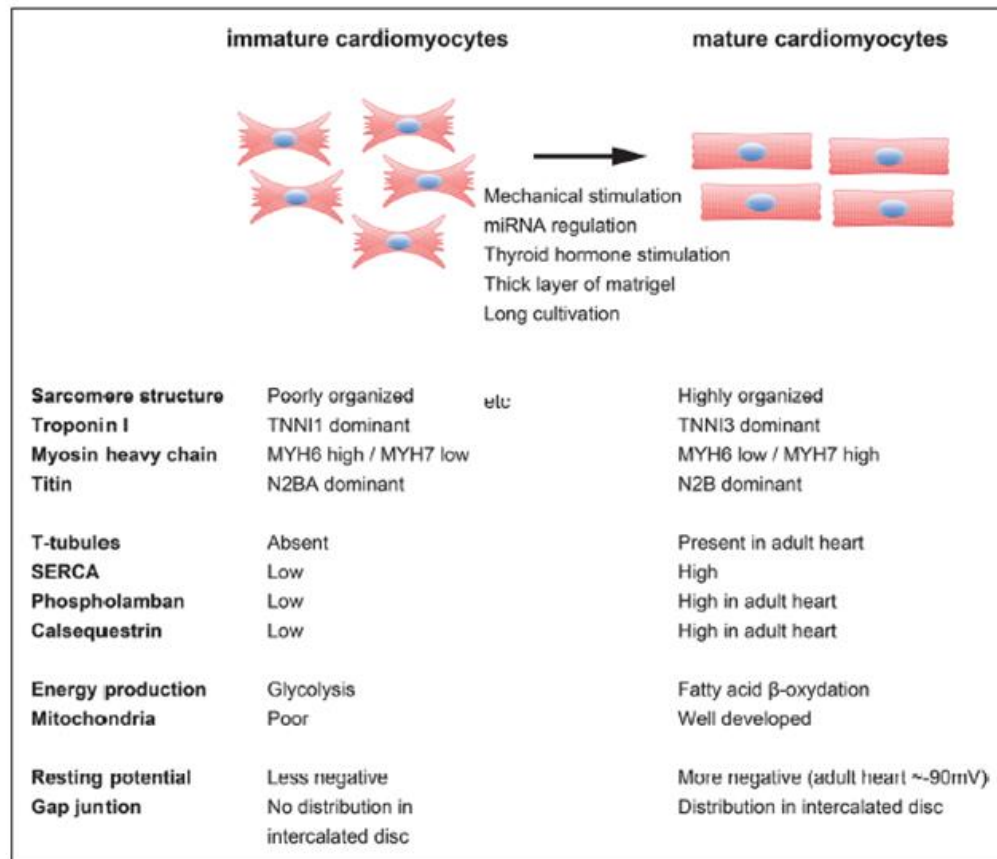 immature cardiomyocytes mature cardiomyocytes
Mechanical stimulation
miRNA regulation
Thyroid hormone stimulation
Thick layer of matrigel
Long cultivation
etc
Sarcomere structure Poorly organized Highly organized
Troponin I TNNI1 dominant TNNI3 dominant
Myosin heavy chain MYH6 high / MYH7 low MYH6 low / MYH7 high
Titin N2BA dominant N2B dominant
T-tubules Absent Present in adult heart
SERCA Low High
Phospholamban Low High in adult heart
Calsequestrin Low High in adult heart
Energy production Glycolysis Fatty acid β-oxydation
Mitochondria Poor Well developed
Resting potential Less negative More negative (adult heart ~-90mV)
Gap juntion No distribution in Distribution in intercalated disc
intercalated disc